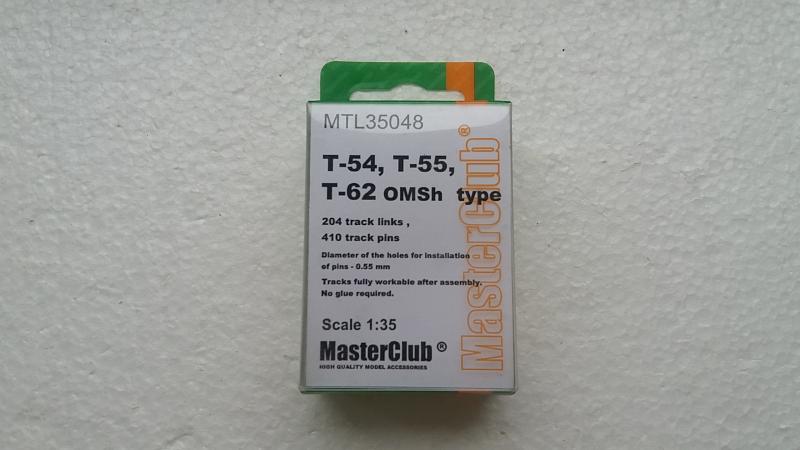 MTL35048
T-54, T-55,
T-62 OMSh type
204 track links ,
410 track pins
Diameter of the holes for installation
of pins - 0.55 mm
Tracks fully workable after assembly.
No glue required.
Scale 1:35
MasterClub ®
HIGH QUALITY MODEL ACCESSORIES
MasterClub®